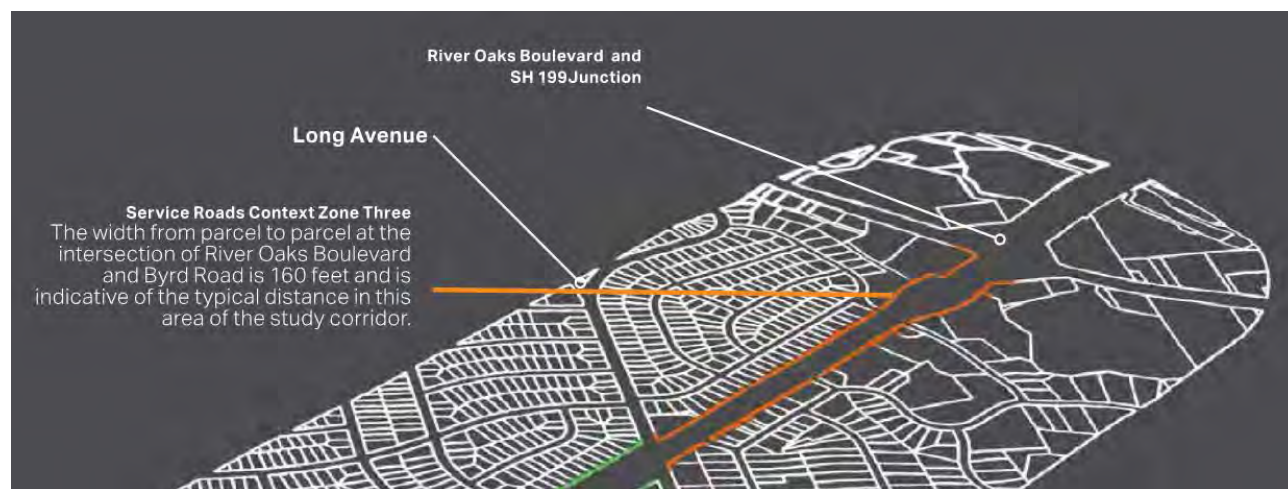 River Oaks Boulevard and
SH 199Junction
Long Avenue
Service Roads Context Zone Three
The width from parcel to parcel at the
intersection of River Oaks Boulevard
and Byrd Road is 160 feet and is
indicative of the typical distance in this
area of the study corridor.